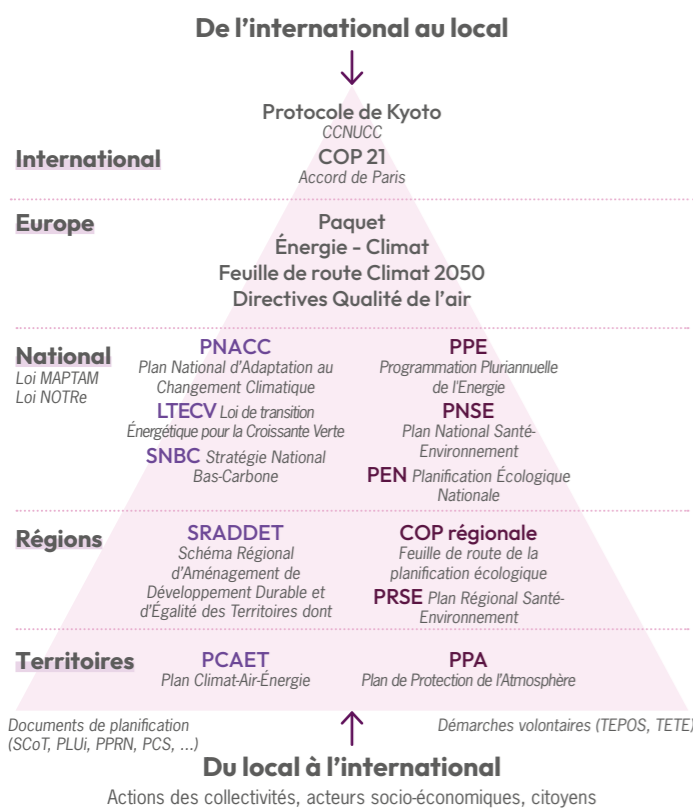 De l'international au local
Protocole de Kyoto
CCNUCC
International
COP 21
Accord de Paris
Europe
Paquet
Énergie - Climat
Feuille de route Climat 2050
Directives Qualité de l'air
National
Loi MAPTAM
Loi NOTRe
PNACC
Plan National d'Adaptation au
Changement Climatique
LTECV Loi de transition
Énergétique pour la Croissante Verte
SNBC Stratégie National
Bas-Carbone
PPE
Programmation Pluriannuelle
de l'Energie
PNSE
Plan National Santé-
Environnement
PEN Planification Écologique
Nationale
Régions
SRADDET
Schéma Régional
d'Aménagement de
Développement Durable et
d'Égalité des Territoires dont
COP régionale
Feuille de route de la
planification écologique
PRSE Plan Régional Santé-
Environnement
Territoires
PCAET
Plan Climat-Air-Énergie
PPA
Plan de Protection de l'Atmosphère
Documents de planification
(SCoT, PLUi, PPRN, PCS, ...)
Démarches volontaires (TEPOS, TETE)
Du local à l'international
Actions des collectivités, acteurs socio-économiques, citoyens